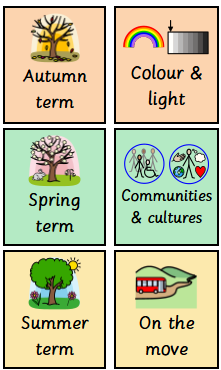 Autumn
term
Colour &
light
Spring
term
Communities
& cultures
Summer
term
On the
move